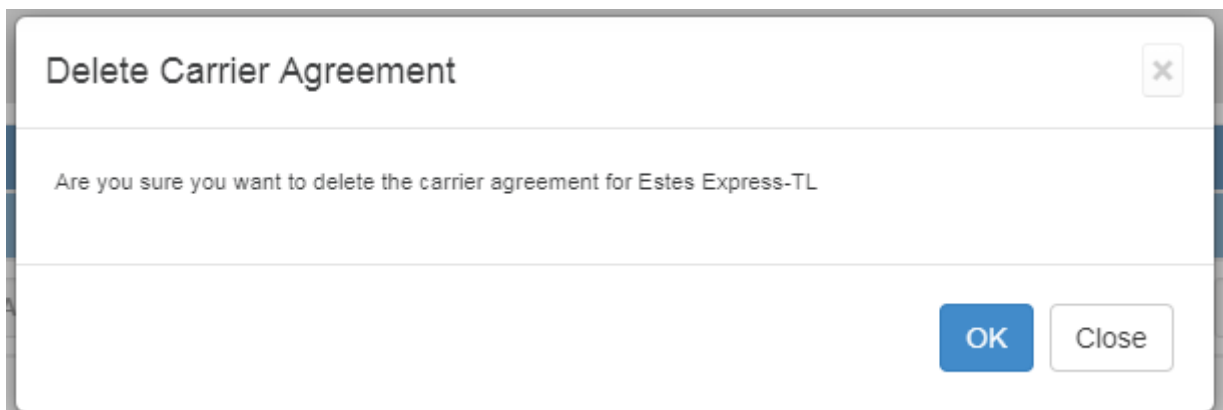 Delete Carrier Agreement
×
Are you sure you want to delete the carrier agreement for Estes Express-TL
OK
Close